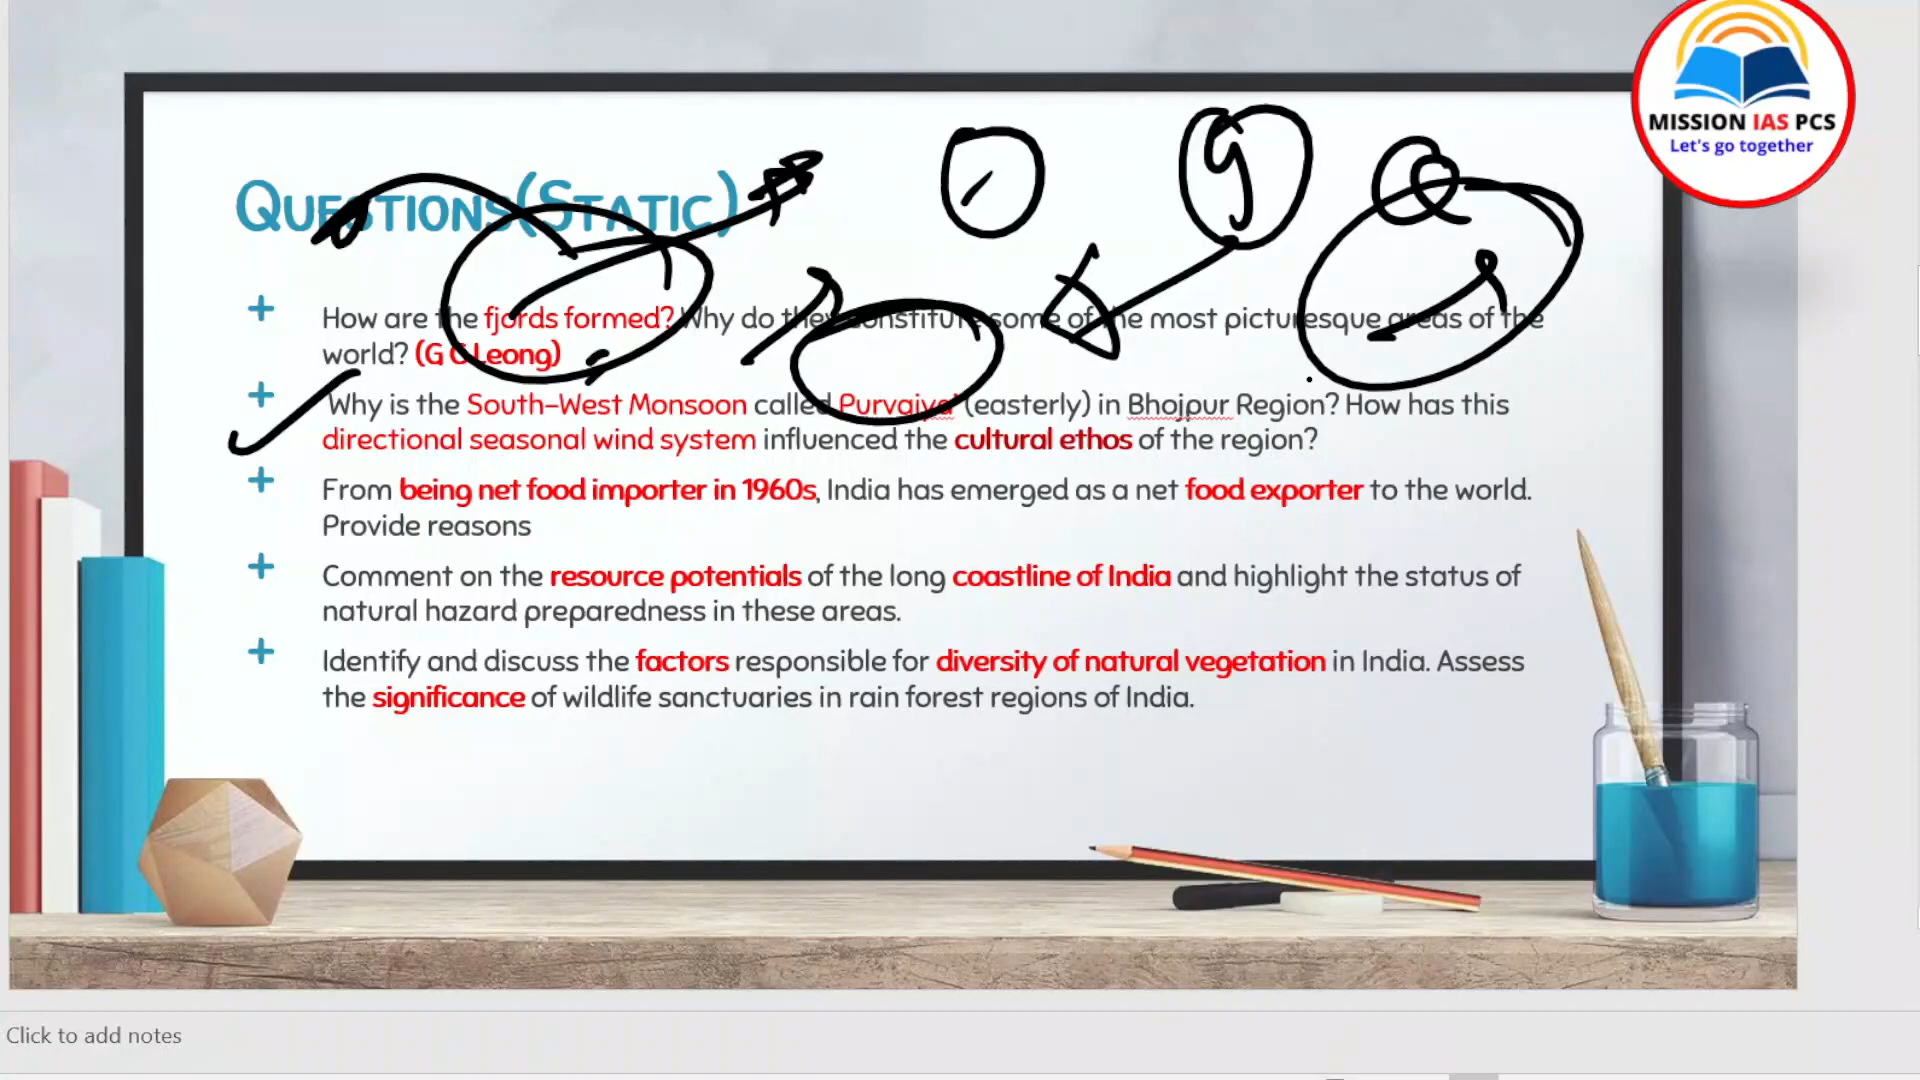 MISSION IAS PCS
Let's go together
QUESTIONS(STATIC)
+ How are the fjords formed? Why do they constitute some of the most picturesque areas of the
world? (G C Leong)
+ 'Why is the South-West Monsoon called Purvaiya' (easterly) in Bhojpur Region? How has this
directional seasonal wind system influenced the cultural ethos of the region?
+ From being net food importer in 1960s, India has emerged as a net food exporter to the world.
Provide reasons
+ Comment on the resource potentials of the long coastline of India and highlight the status of
natural hazard preparedness in these areas.
+ Identify and discuss the factors responsible for diversity of natural vegetation in India. Assess
the significance of wildlife sanctuaries in rain forest regions of India.
Click to add notes